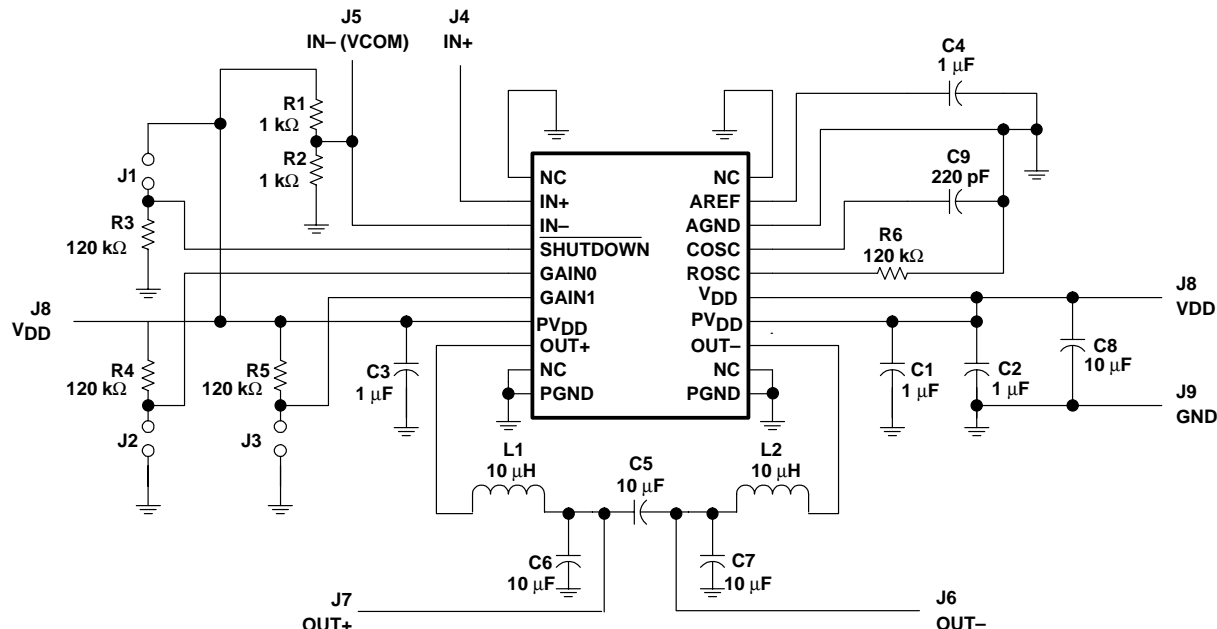 J5
IN– (VCOM)
J4
IN+
C4
1 µF
R1
1 kΩ
R2
1 kΩ
J1
R3
120 kΩ
C9
220 pF
R6
120 kΩ
NC
IN+
IN–
SHUTDOWN
GAIN0
GAIN1
PVDD
OUT+
NC
PGND
NC
AREF
AGND
COSC
ROSC
VDD
PVDD
OUT–
NC
PGND
J8
VDD
J8
VDD
R4
120 kΩ
R5
120 kΩ
C3
1 µF
C1
1 µF
C2
1 µF
C8
10 µF
J9
GND
J2
J3
L1
10 µH
C5
10 µF
L2
10 µH
C6
10 µF
C7
10 µF
J7
OUT+
J6
OUT–